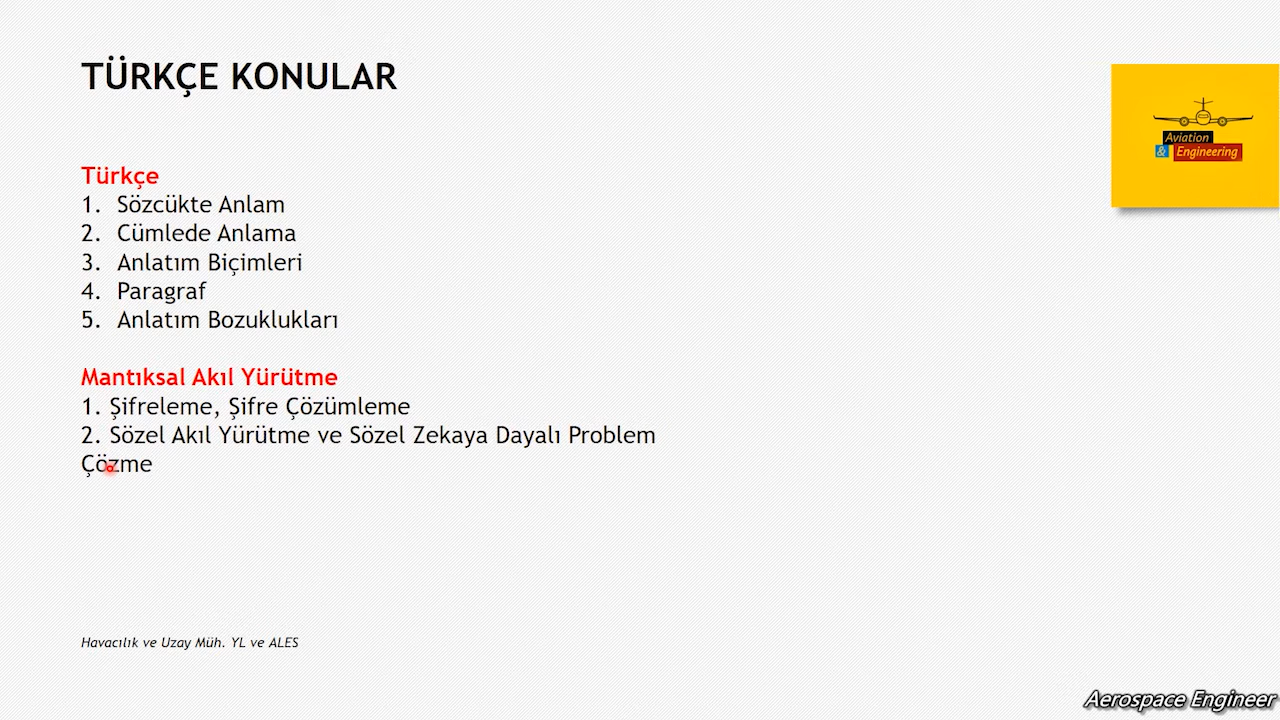 TÜRKÇE KONULAR
Aviation
& Engineering
Türkçe
1. Sözcükte Anlam
2. Cümlede Anlama
3. Anlatım Biçimleri
4. Paragraf
5. Anlatım Bozuklukları
Mantıksal Akıl Yürütme
1. Şifreleme, Şifre Çözümleme
2. Sözel Akıl Yürütme ve Sözel Zekaya Dayalı Problem
Çözme
Havacılık ve Uzay Müh. YL ve ALES
Aerospace Engineer